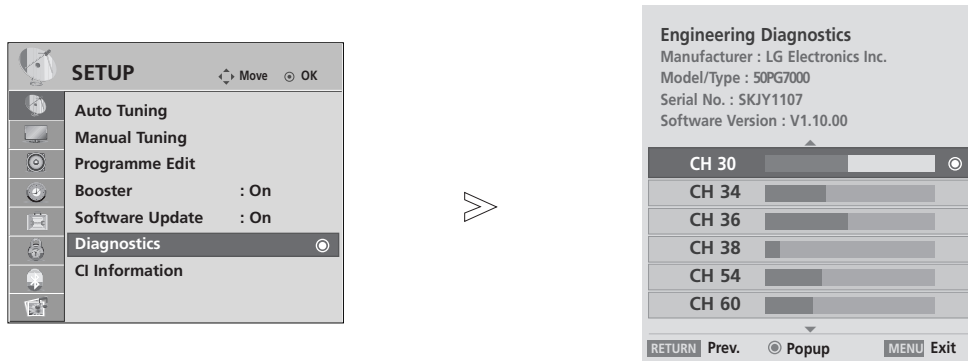 SETUP
Move OK
Auto Tuning
Manual Tuning
Programme Edit
Booster : On
Software Update : On
Diagnostics
CI Information
Engineering Diagnostics
Manufacturer : LG Electronics Inc.
Model/Type : 50PG7000
Serial No. : SKJY1107
Software Version : V1.10.00
CH 30
CH 34
CH 36
CH 38
CH 54
CH 60
RETURN Prev. Popup MENU Exit